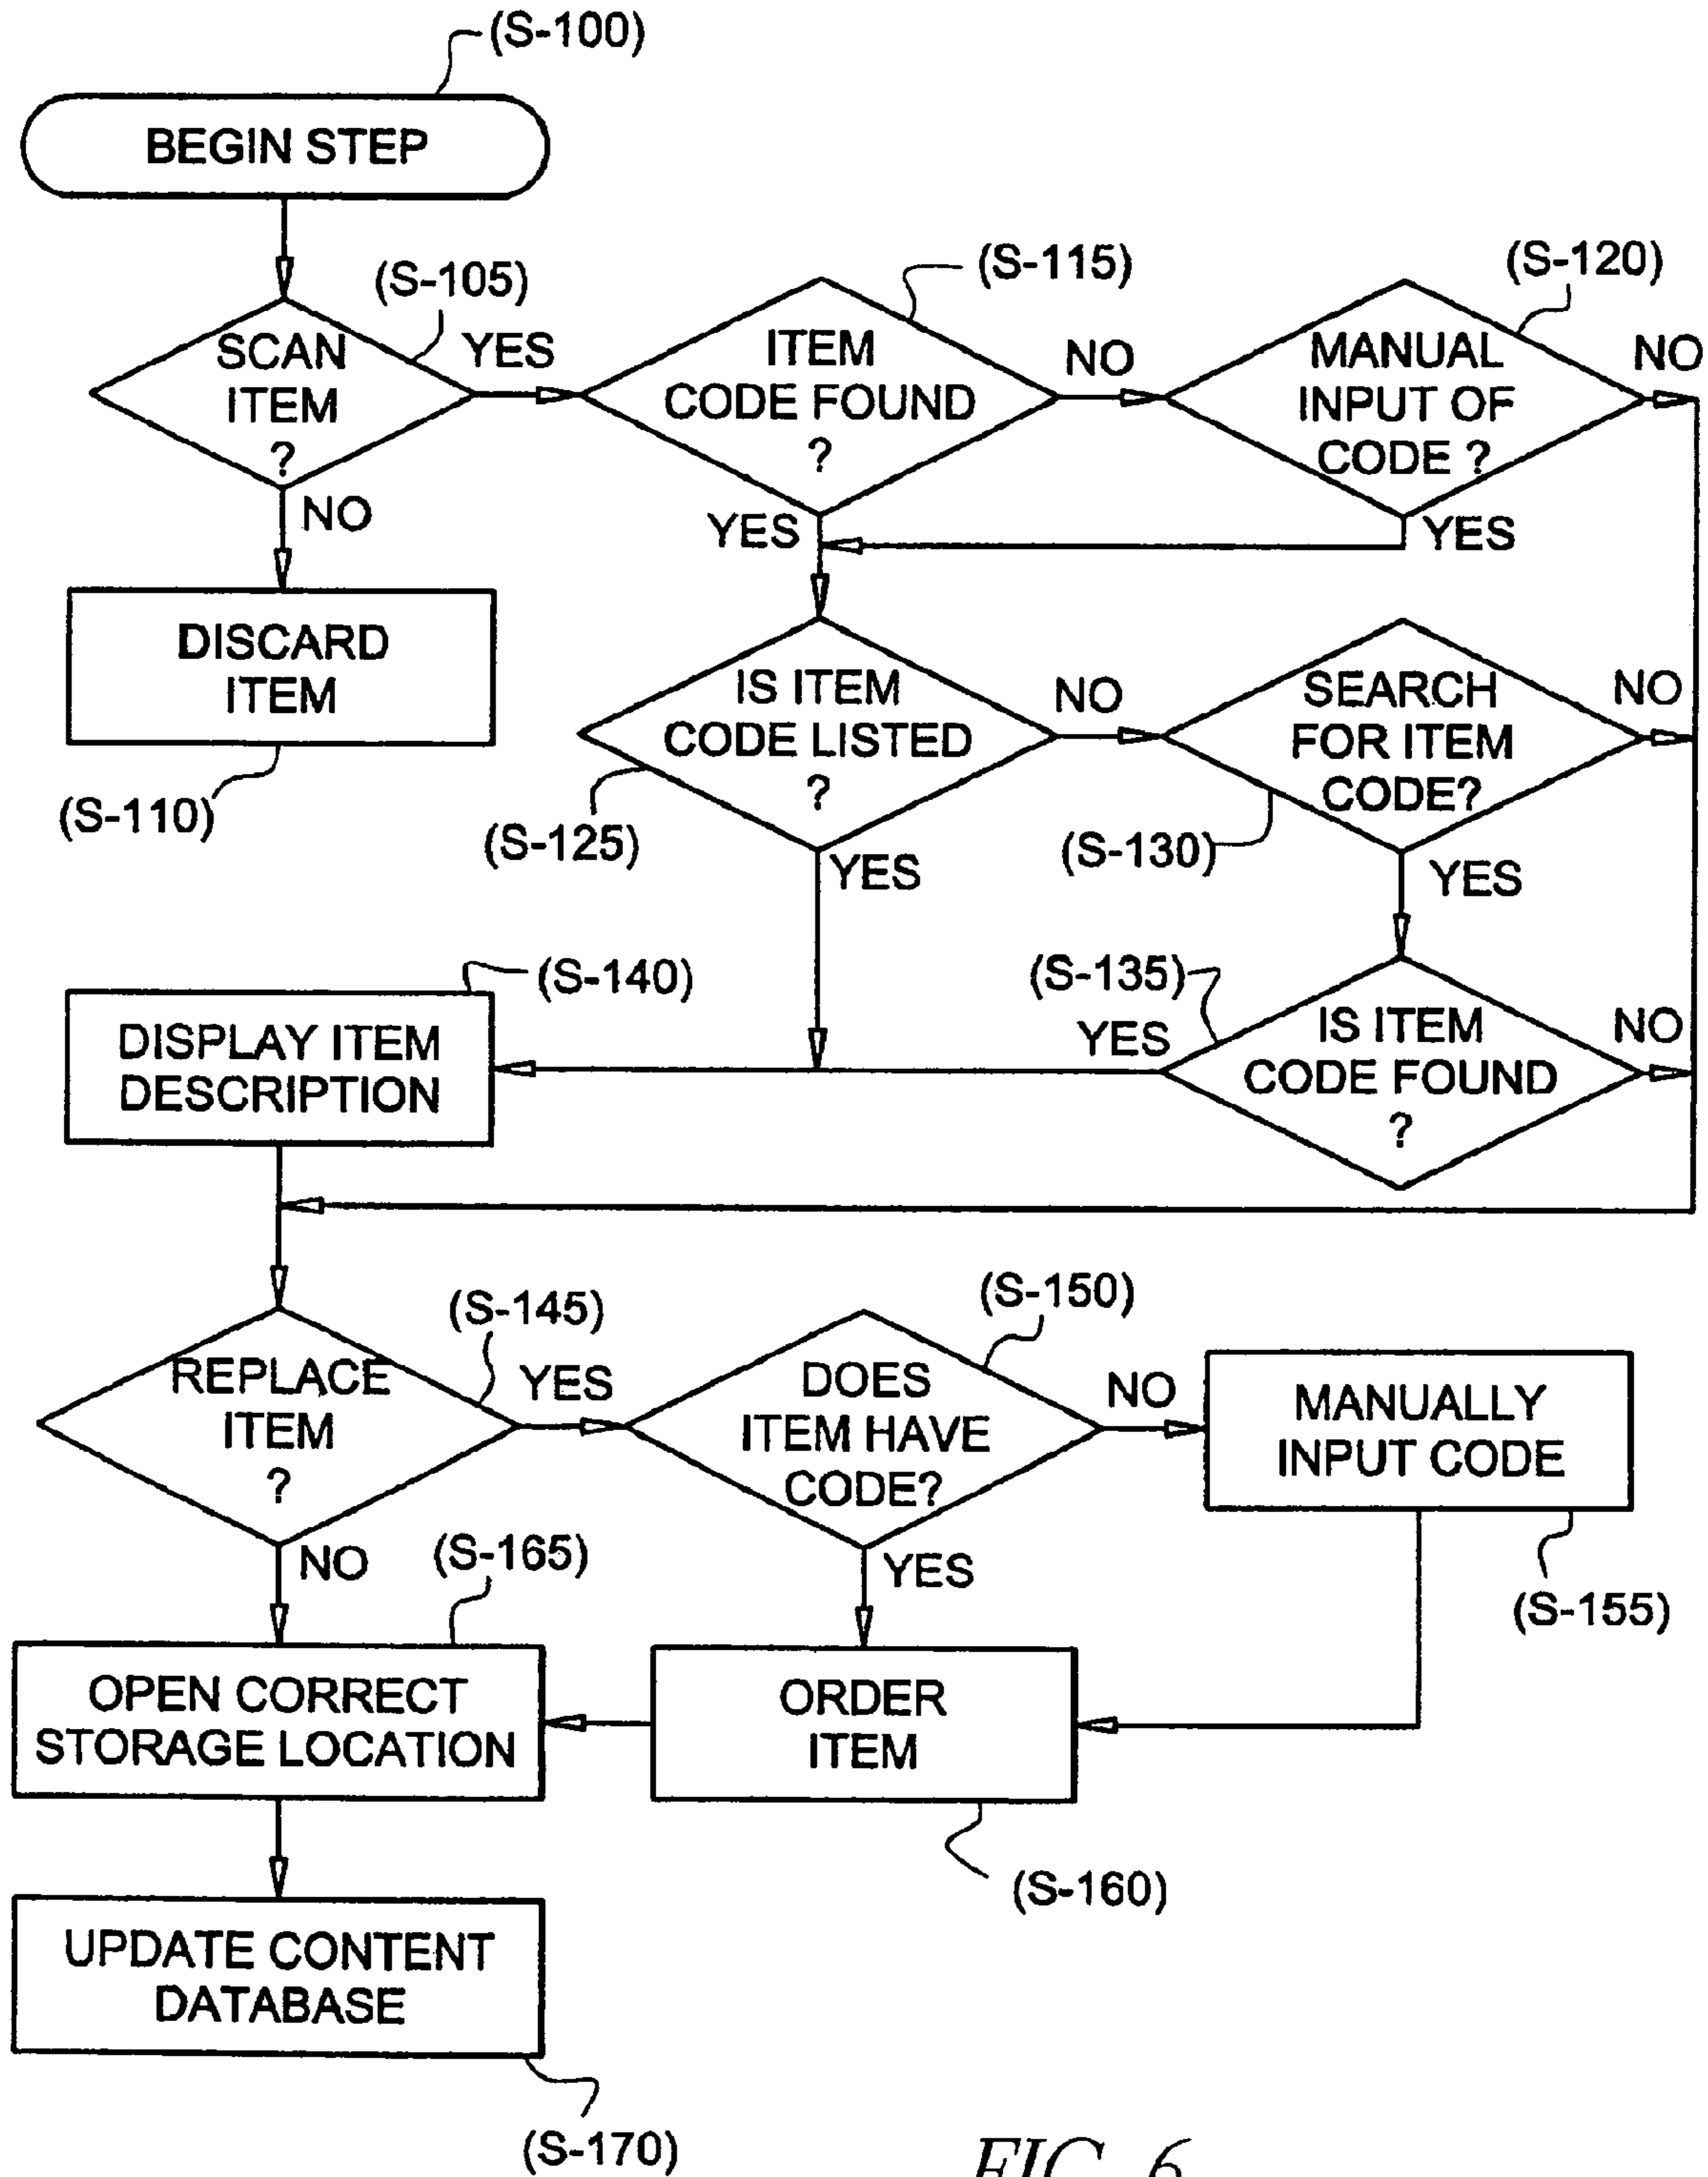 (S-100)
BEGIN STEP
(S-105)
SCAN
ITEM
?
YES
NO
DISCARD
ITEM
(S-110)
(S-115)
ITEM
CODE FOUND
?
NO
YES
(S-120)
MANUAL
INPUT OF
CODE ?
NO
YES
IS ITEM
CODE LISTED
?
(S-125)
NO
YES
SEARCH
FOR ITEM
CODE?
(S-130)
NO
YES
(S-135)
IS ITEM
CODE FOUND
?
YES
NO
(S-140)
DISPLAY ITEM
DESCRIPTION
(S-145)
REPLACE
ITEM
?
YES
NO
(S-150)
DOES
ITEM HAVE
CODE?
NO
YES
MANUALLY
INPUT CODE
(S-155)
(S-165)
OPEN CORRECT
STORAGE LOCATION
ORDER
ITEM
(S-160)
UPDATE CONTENT
DATABASE
(S-170)
FIG. 6